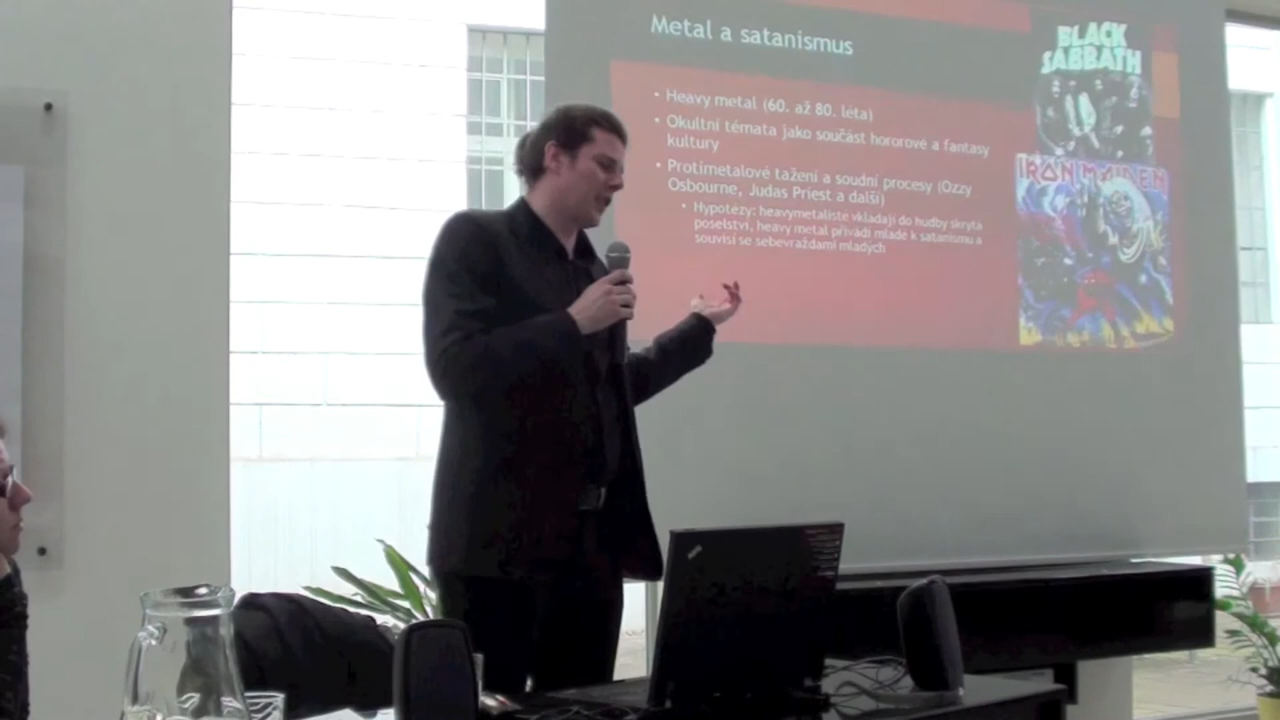 Metal a satanismus
• Heavy metal (60. až 80. léta)
• Okultní témata jako součást hororové a fantasy
kultury
• Protimetalové tažení a soudní procesy (Ozzy
Osbourne, Judas Priest a další)
• Hypotézy: heavymetalisté vkládají do hudby skrytá
poselství, heavy metal přivádí mladé k satanismu a
souvisí se sebevraždami mladých
BLACK
SABBATH
IRON MAIDEN